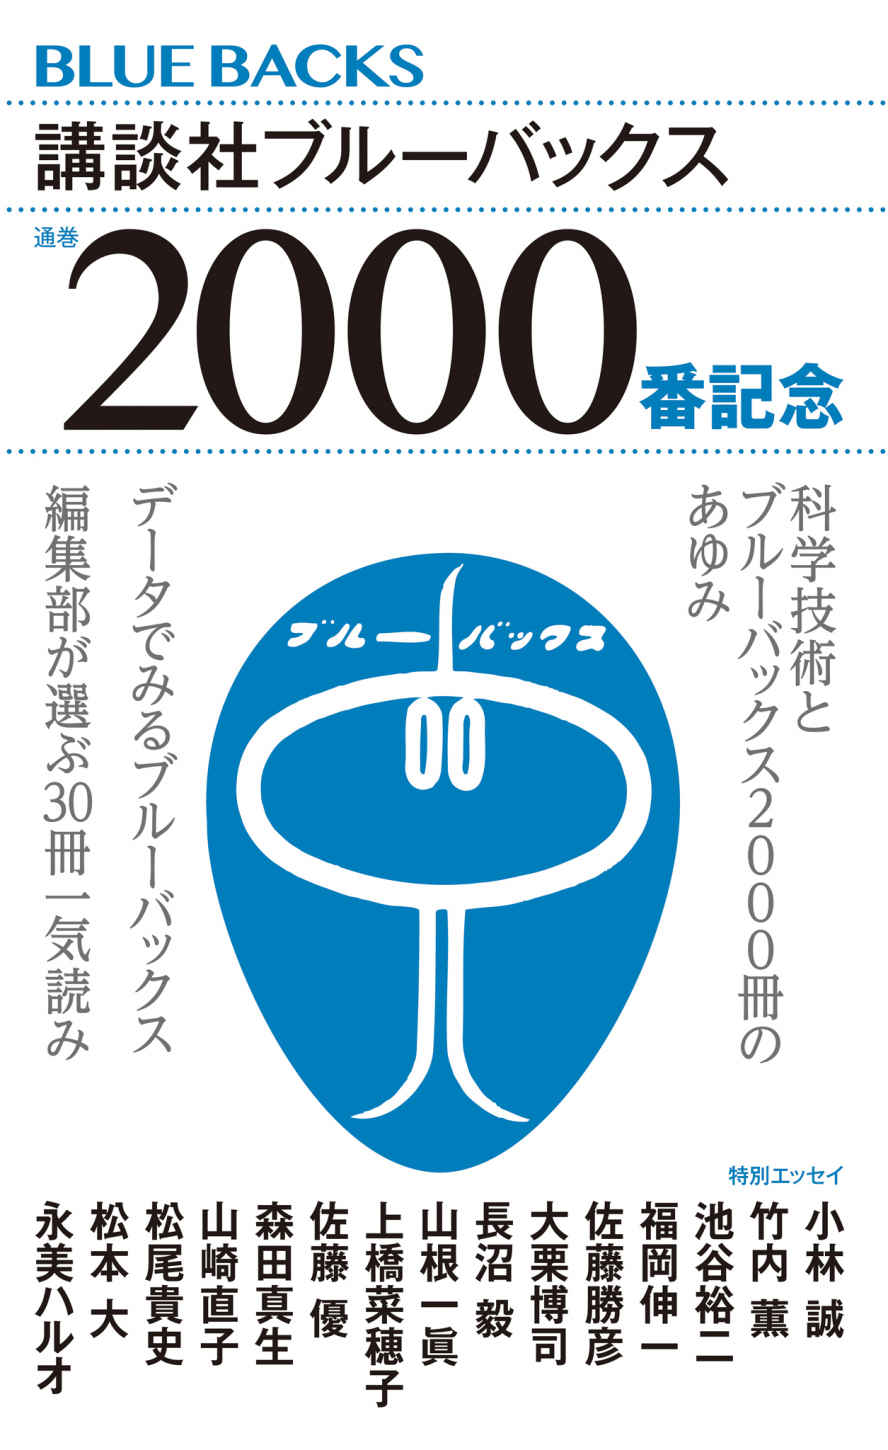 BLUE BACKS
講談社ブルーバックス
通巻
2000
番記念
科学技術と
ブルーバックス2000冊の
あゆみ
データでみるブルーバックス
編集部が選ぶ30冊一気読み
ブルーバックス
特別エッセイ
小林 誠
竹内 薫
池谷裕二
福岡伸一
佐藤勝彦
大栗博司
長沼 毅
山根一眞
上橋菜穂子
佐藤 優
森田真生
山崎直子
松尾貴史
松本 大
永美ハルオ